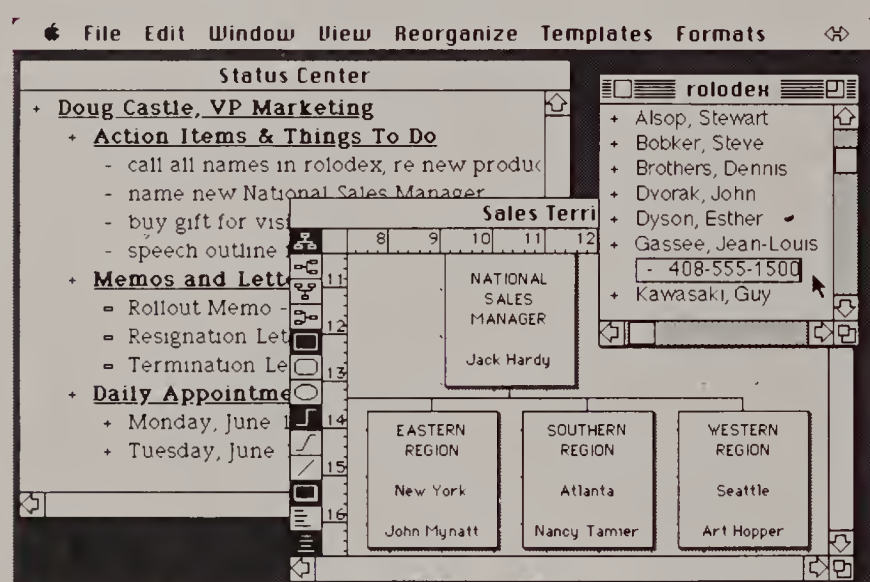 File Edit Window View Reorganize Templates Formats
Status Center
+ Doug Castle, VP Marketing
+ Action Items & Things To Do
- call all names in rolodex, re new produc
- name new National Sales Manager
- buy gift for vis
- speech outline
+ Memos and Lette
Rollout Memo -
Resignation Let
Termination Le
+ Daily Appointme
+ Monday, June 1
+ Tuesday, June
rolodex
+ Alsop, Stewart
+ Bobker, Steve
+ Brothers, Dennis
+ Dvorak, John
+ Dyson, Esther
+ Gassee, Jean-Louis
- 408-555-1500
+ Kawasaki, Guy
Sales Terri
8 9 10 11 12
11
12
13
14
15
16
NATIONAL
SALES
MANAGER
Jack Hardy
EASTERN
REGION
New York
John Mynatt
SOUTHERN
REGION
Atlanta
Nancy Tamier
WESTERN
REGION
Seattle
Art Hopper